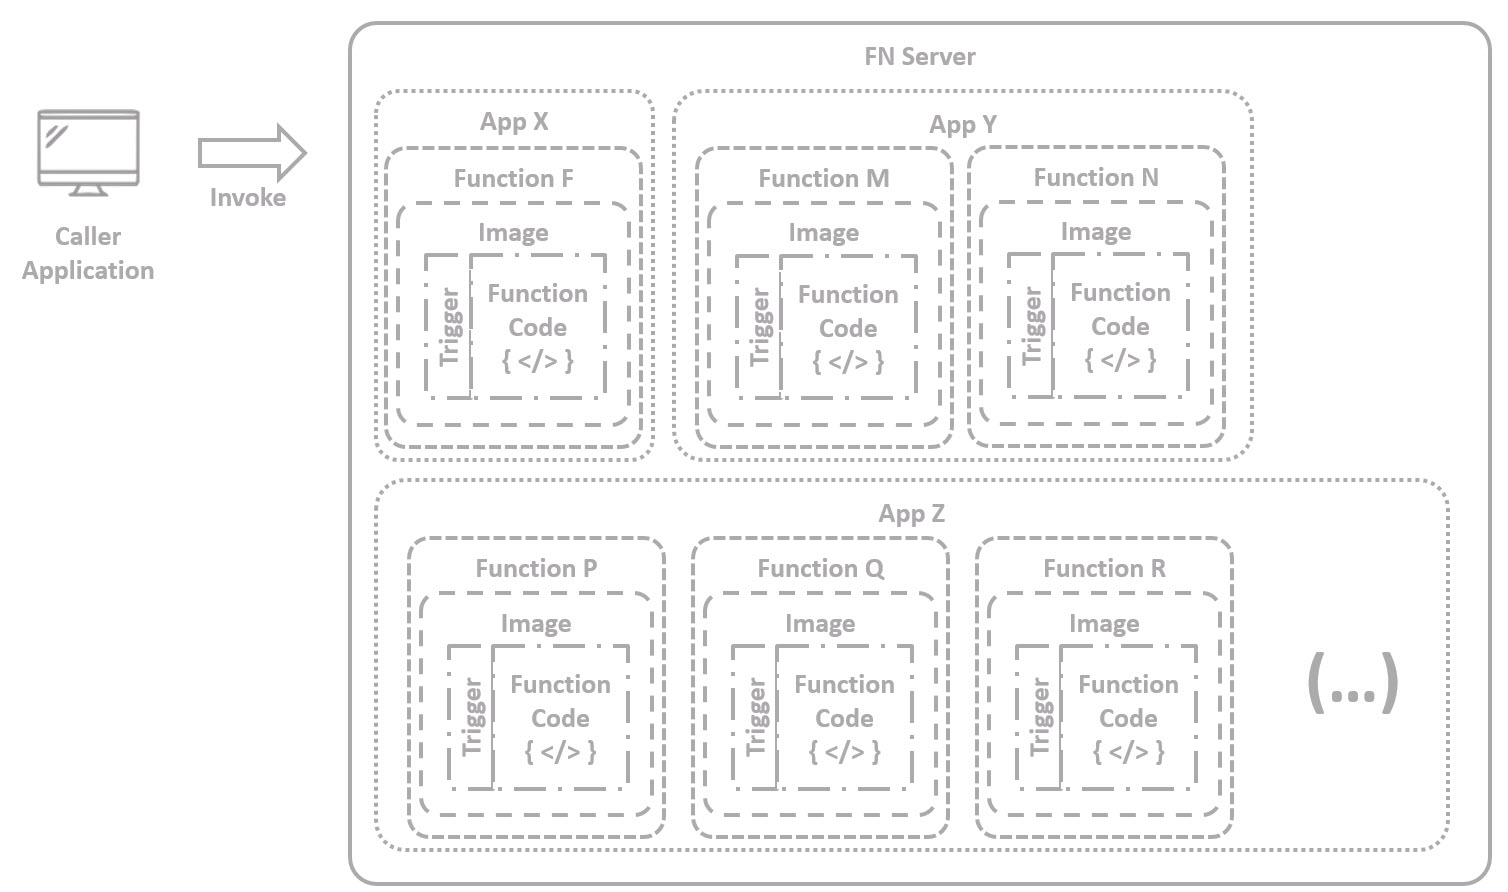 FN Server
Caller
Application
Invoke
App X
Function F
Image
Trigger
Function
Code
{ </> }
App Y
Function M
Image
Trigger
Function
Code
{ </> }
Function N
Image
Trigger
Function
Code
{ </> }
App Z
Function P
Image
Trigger
Function
Code
{ </> }
Function Q
Image
Trigger
Function
Code
{ </> }
Function R
Image
Trigger
Function
Code
{ </> }
(...)